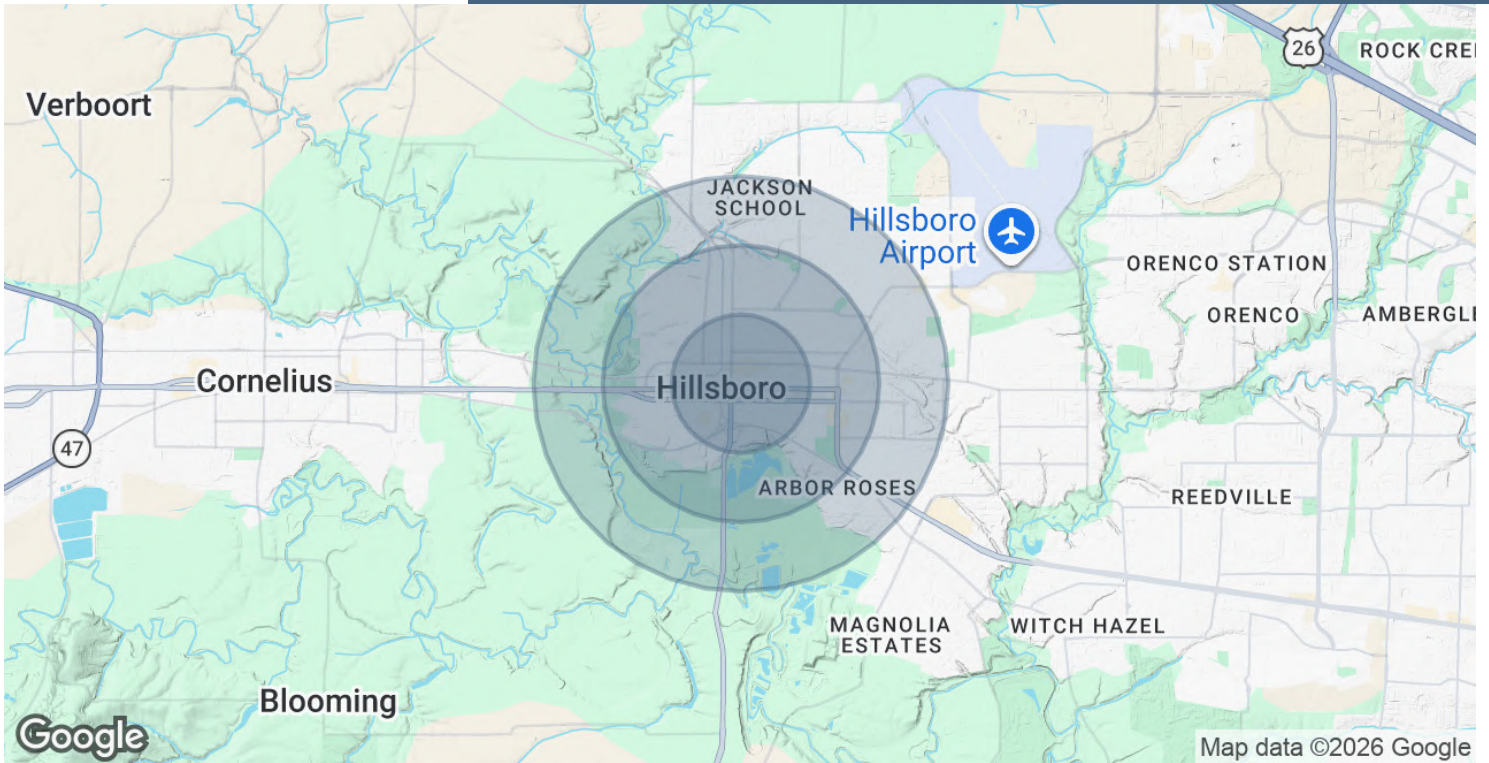 26
ROCK CREE
Verboort
JACKSON
SCHOOL
Hillsboro
Airport
ORENCO STATION
ORENCO
AMBERGLE
Cornelius
Hillsboro
47
ARBOR ROSES
REEDVILLE
MAGNOLIA
ESTATES
WITCH HAZEL
Blooming
Google
Map data ©2026 Google